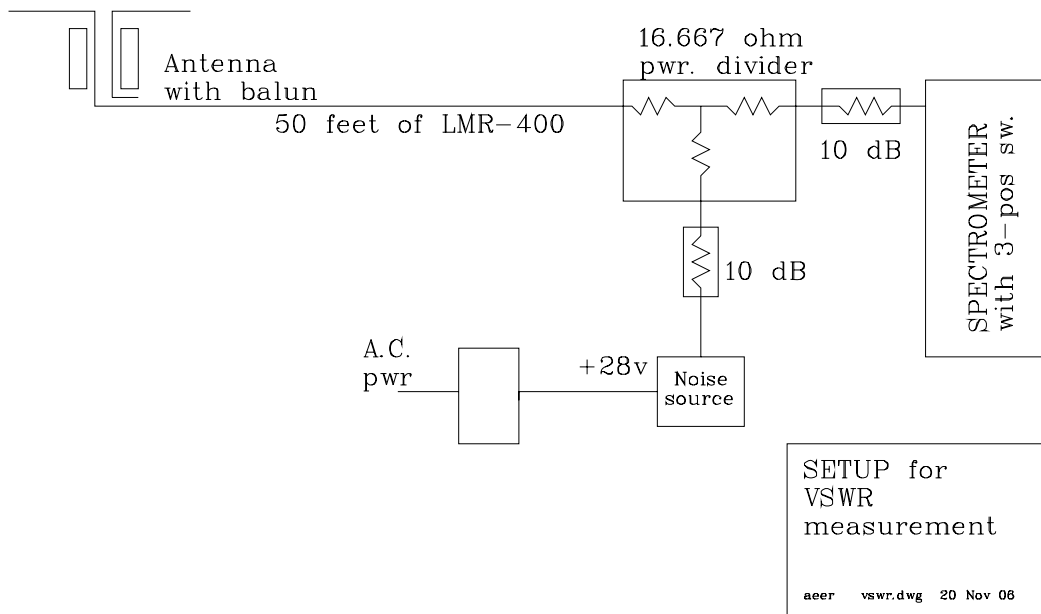 16.667 ohm
pwr. divider
Antenna
with balun
50 feet of LMR-400
10 dB
SPECTROMETER
with 3-pos sw.
10 dB
A.C.
pwr
+28v
Noise
source
SETUP for
VSWR
measurement
aeer vswr.dwg 20 Nov 06